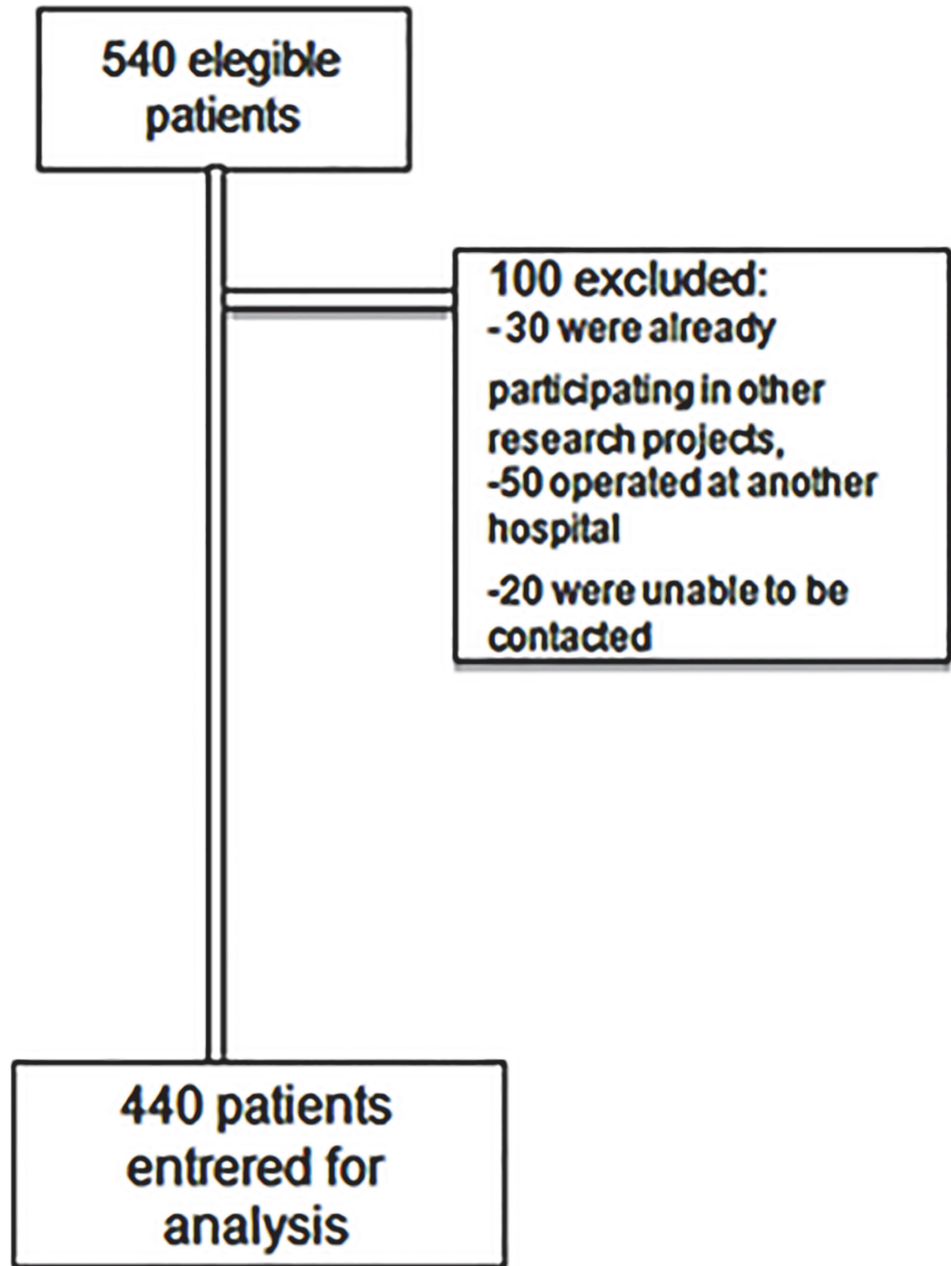 540 elegible
patients
100 excluded:
-30 were already
participating in other
research projects,
-50 operated at another
hospital
-20 were unable to be
contacted
440 patients
entrered for
analysis